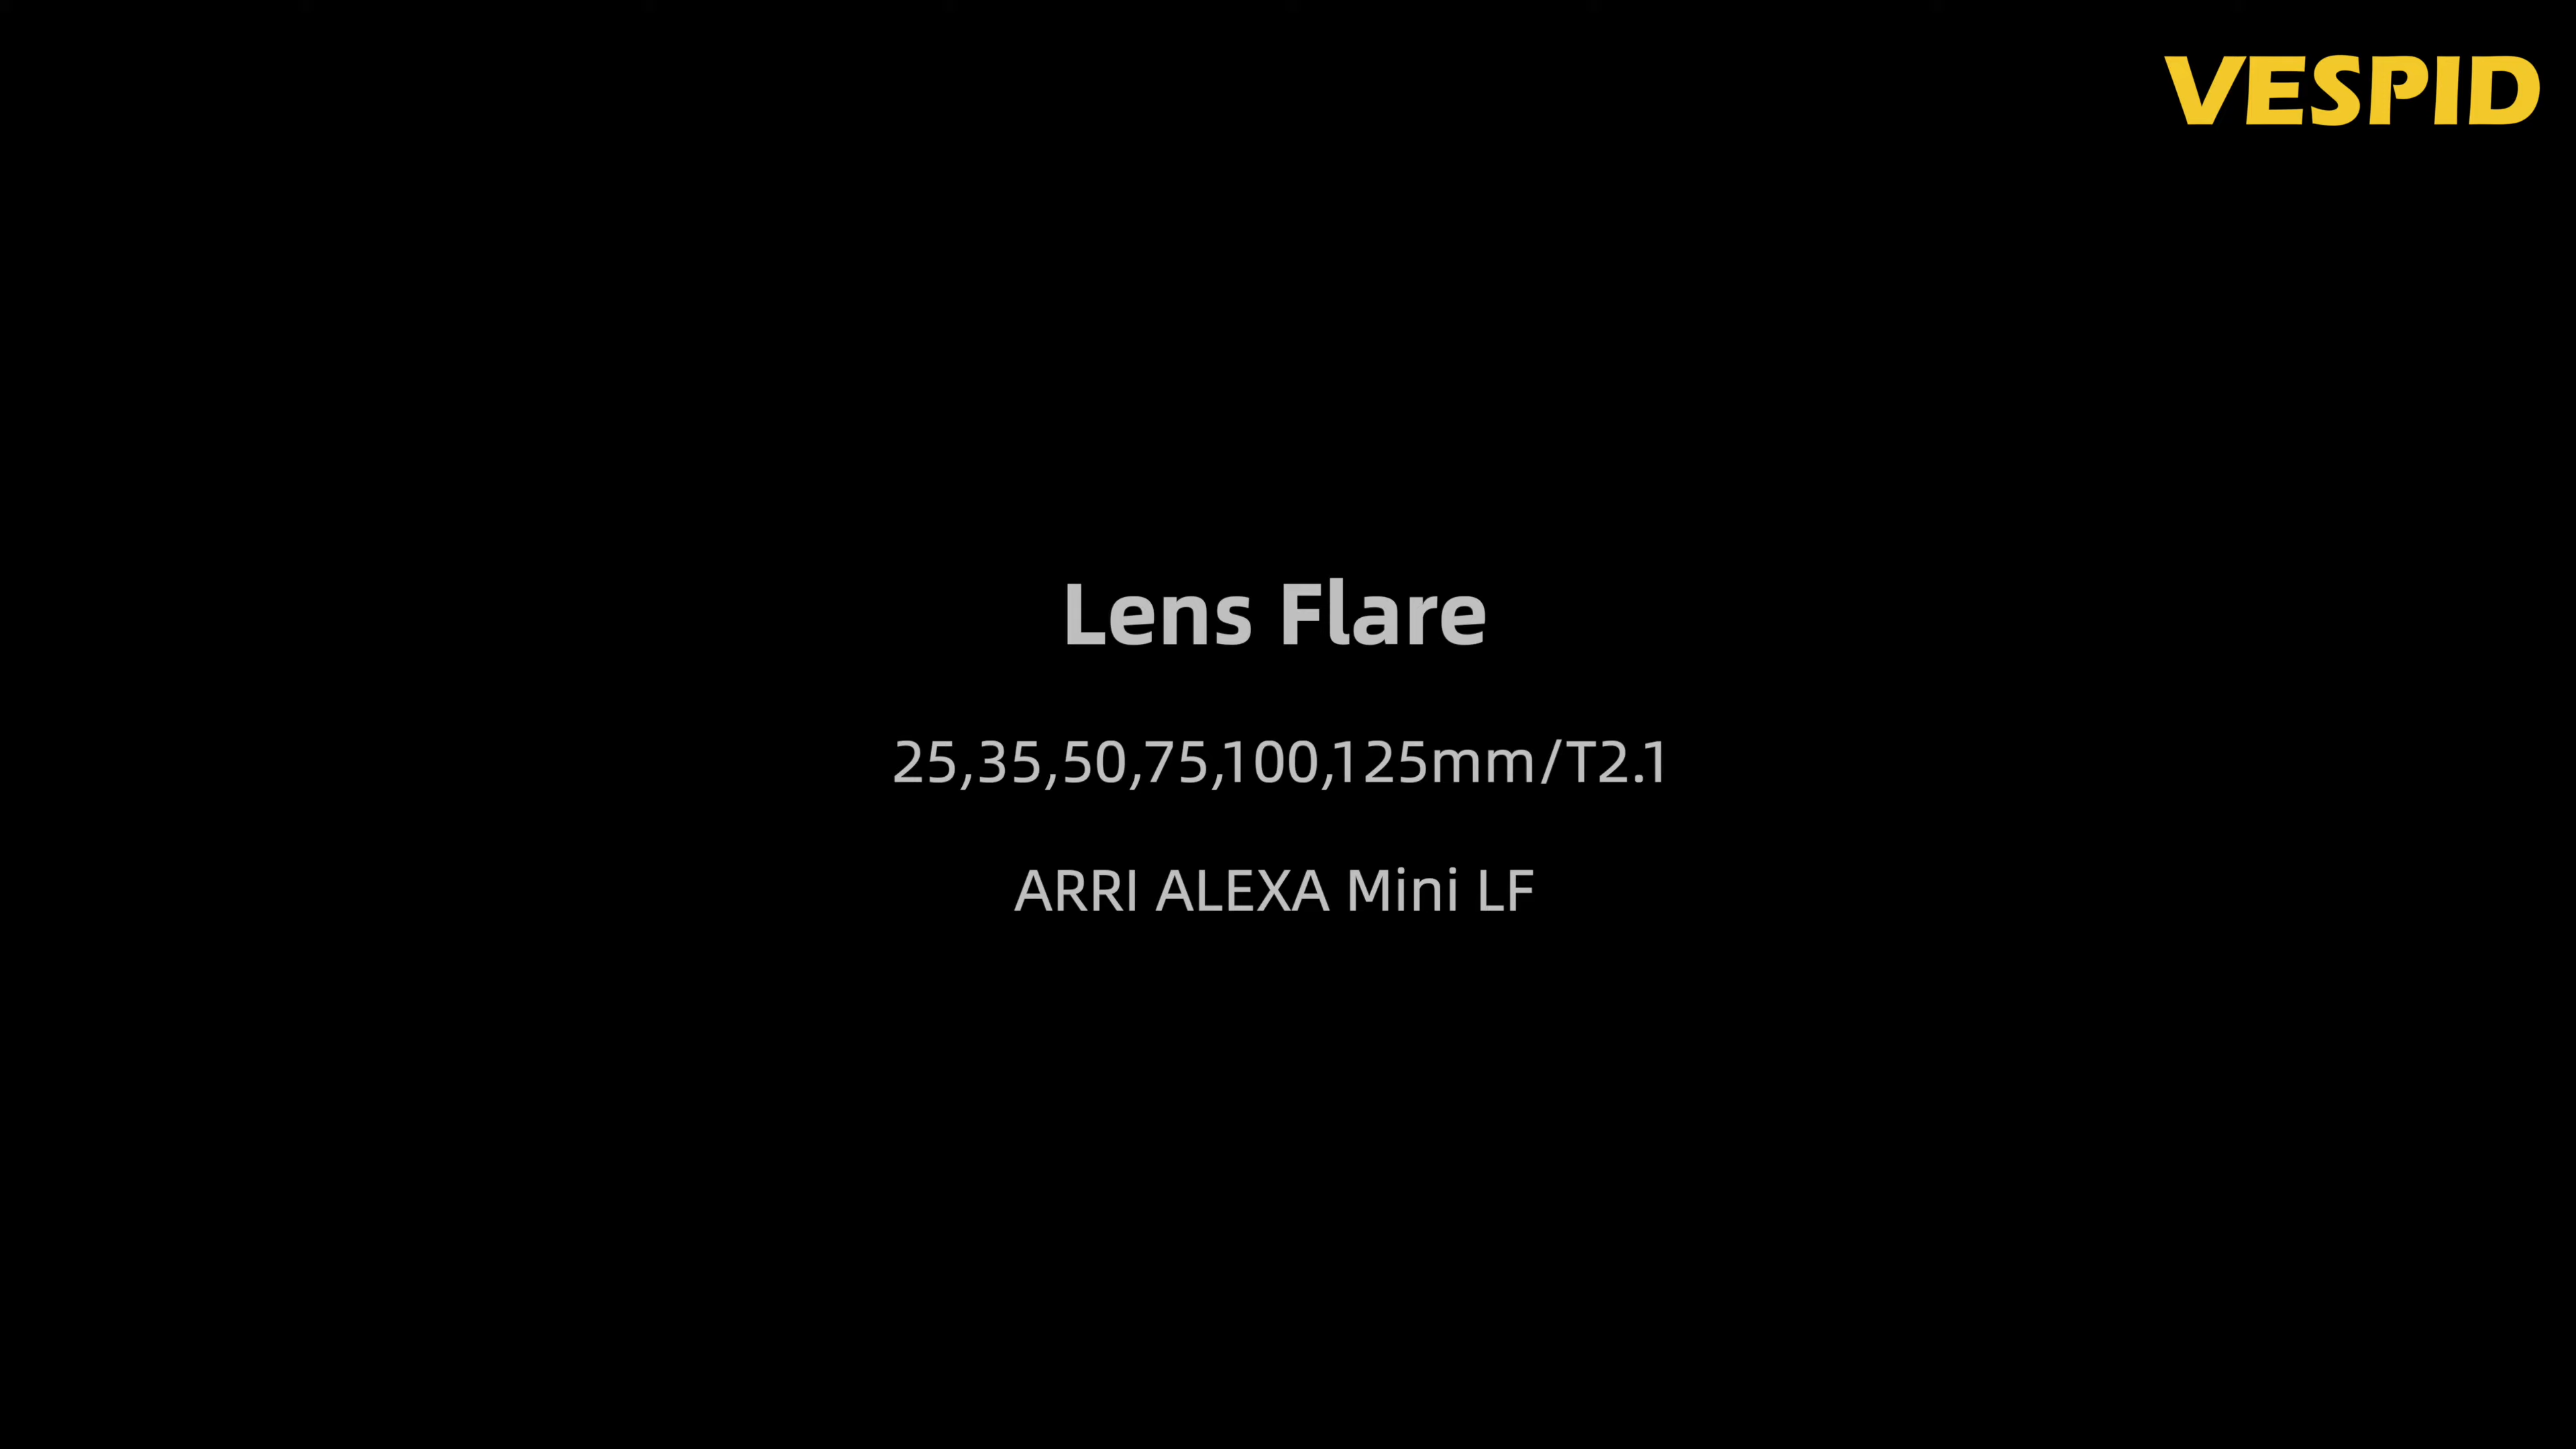 VESPID
Lens Flare
25,35,50,75,100,125mm/T2.1
ARRI ALEXA Mini LF